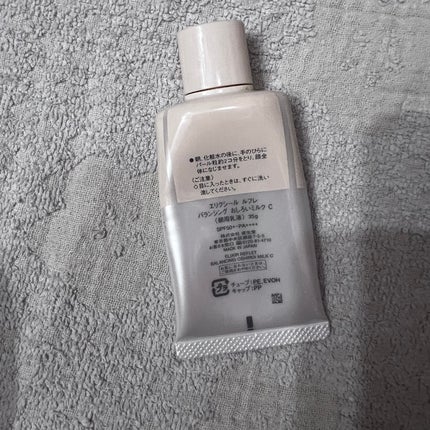 ●朝、化粧水の後に、手のひらに
パール粒約2コ分をとり、顔全
体になじませます。
(ご注意)
○目に入ったときは、すぐに洗い
流してください。
エリクシール ルフレ
バランシング おしろいミルク C
(朝用乳液) 35g
SPF50+・PA++++
MADE IN JAPAN
ELIXIR REFLET
BALANCING OSHIROI MILK C
チューブ:PE,EVOH
キャップ:PP